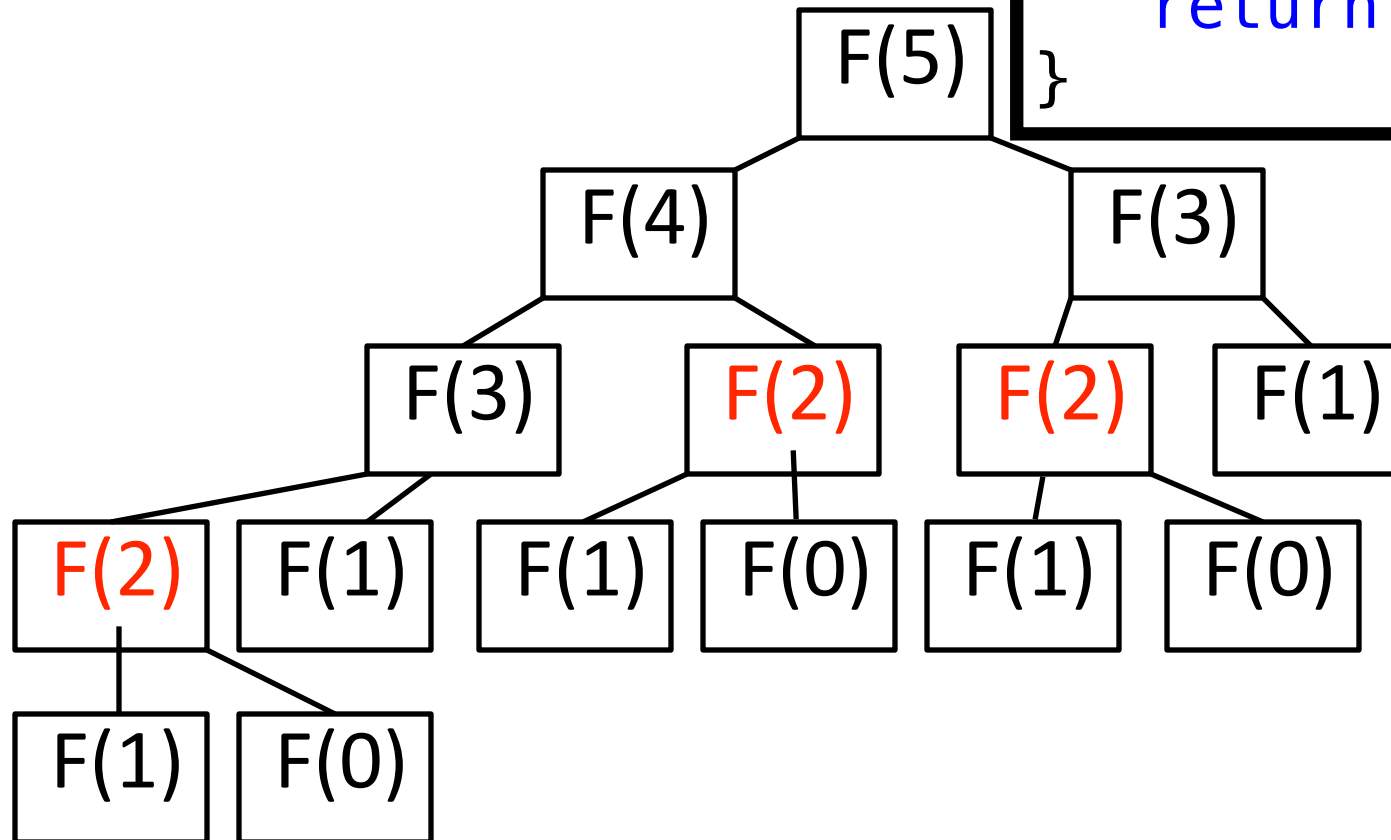 return
}
F(5)
F(4) F(3)
F(3) F(2) F(2) F(1)
F(2) F(1) F(1) F(0) F(1) F(0)
F(1) F(0)